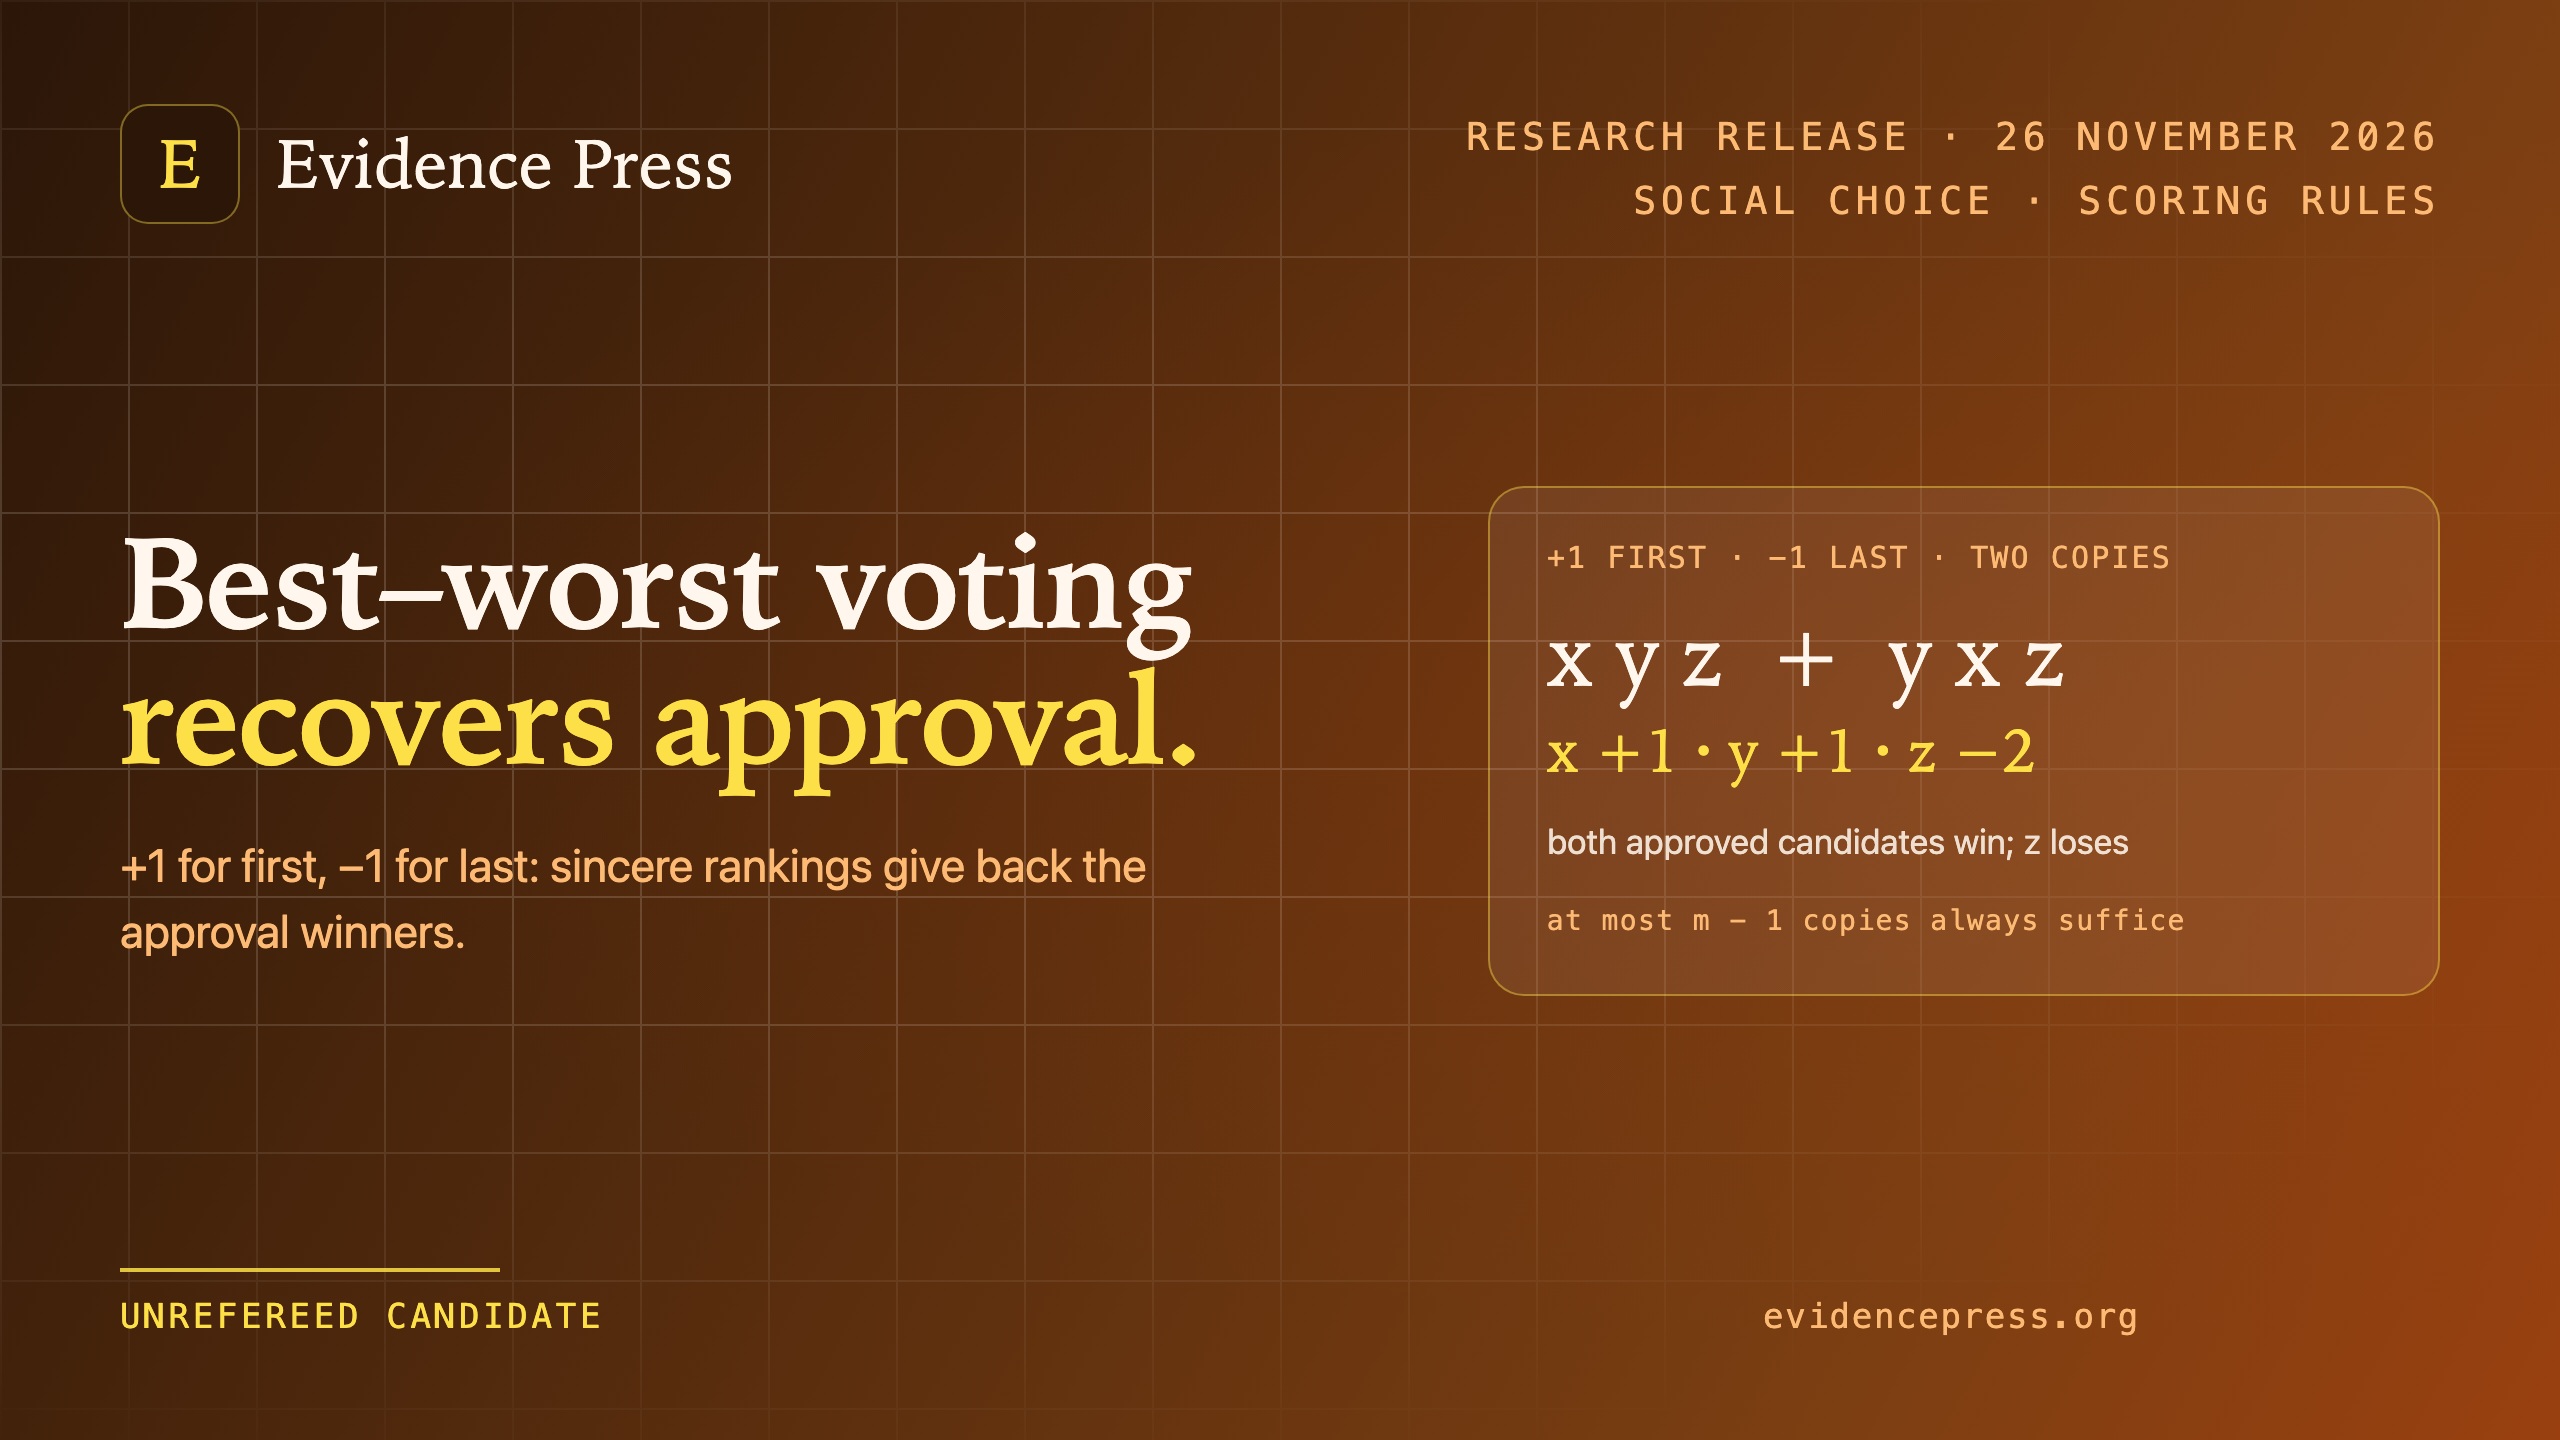 E
Evidence Press
RESEARCH RELEASE · 26 NOVEMBER 2026
SOCIAL CHOICE · SCORING RULES
Best–worst voting
recovers approval.
+1 for first, −1 for last: sincere rankings give back the
approval winners.
+1 FIRST · −1 LAST · TWO COPIES
x y z + y x z
x +1 · y +1 · z −2
both approved candidates win; z loses
at most m − 1 copies always suffice
UNREFEREED CANDIDATE
evidencepress.org